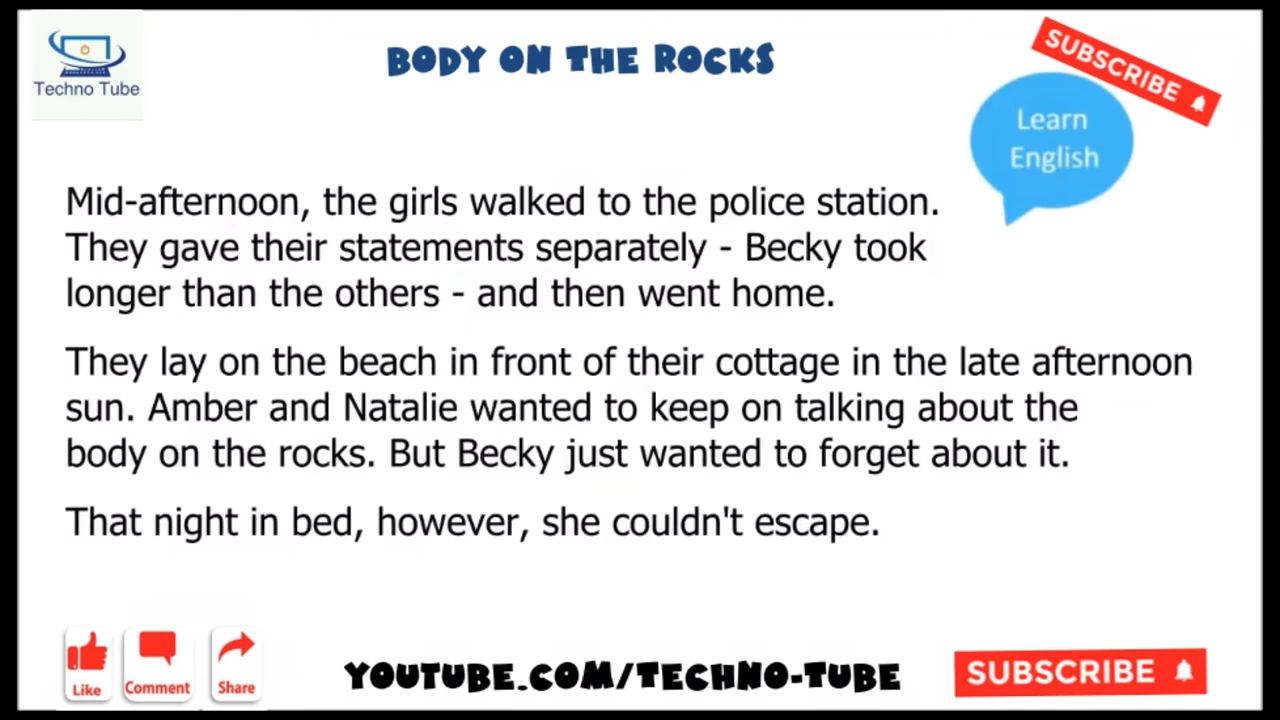 Techno Tube
BODY ON THE ROCKS
SUBSCRIBE
Learn
English
Mid-afternoon, the girls walked to the police station.
They gave their statements separately - Becky took
longer than the others - and then went home.
They lay on the beach in front of their cottage in the late afternoon
sun. Amber and Natalie wanted to keep on talking about the
body on the rocks. But Becky just wanted to forget about it.
That night in bed, however, she couldn't escape.
Like
Comment
Share
YOUTUBE.COM/TECHNO-TUBE
SUBSCRIBE